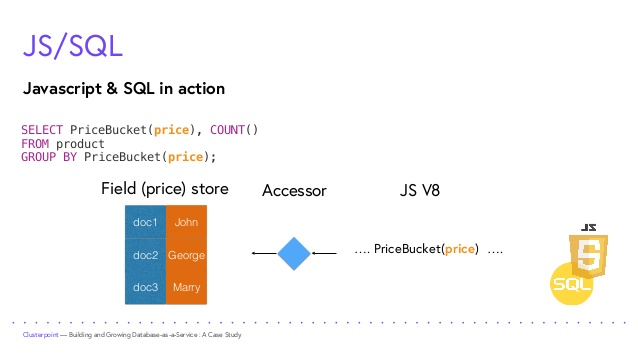 JS/SQL
Javascript & SQL in action
SELECT PriceBucket(price), COUNT()
FROM product
GROUP BY PriceBucket(price);
Field (price) store Accessor JS V8
doc1 John
doc2 George
doc3 Marry
.... PriceBucket(price) ....
JS
5
SQL
Clusterpoint — Building and Growing Database-as-a-Service : A Case Study